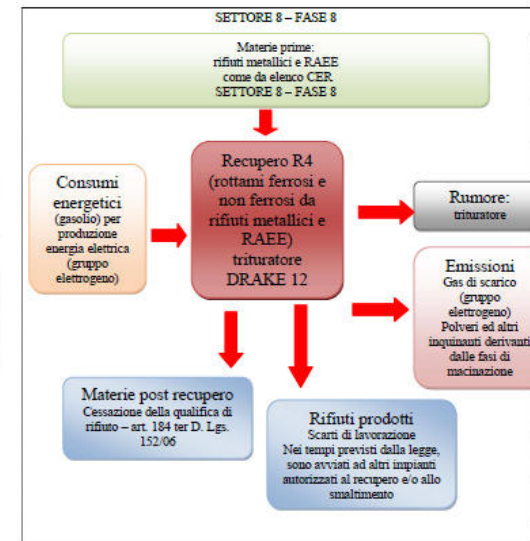 SETTORE 8 – FASE 8
Materie prime:
rifiuti metallici e RAEE
come da elenco CER
SETTORE 8 – FASE 8
Recupero R4
(rottami ferrosi e
non ferrosi da
rifiuti metallici e
RAEE)
trituratore
DRAKE 12
Consumi
energetici
(gasolio) per
produzione
energia elettrica
(gruppo
elettrogeno)
Rumore:
trituratore
Emissioni
Gas di scarico
(gruppo
elettrogeno)
Polveri ed altri
inquinanti derivanti
dalle fasi di
macinazione
Materie post recupero
Cessazione della qualifica di
rifiuto – art. 184 ter D. Lgs.
152/06
Rifiuti prodotti
Scarti di lavorazione
Nei tempi previsti dalla legge,
sono avviati ad altri impianti
autorizzati al recupero e/o allo
smaltimento